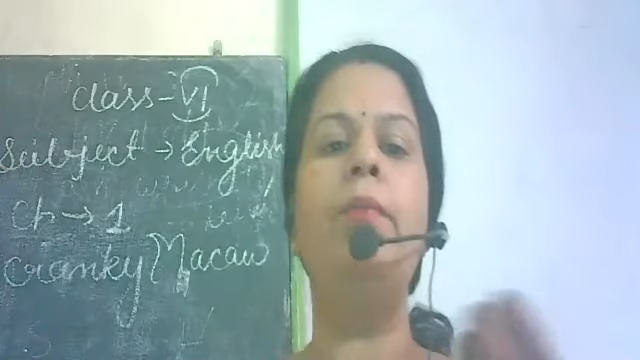 Class-VI
Subject → English
Ch → 1
Cranky Macaw